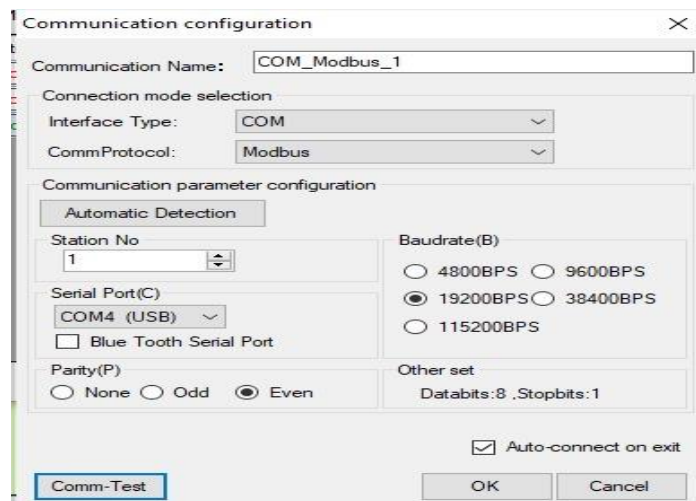 Communication configuration
Communication Name: COM_Modbus_1
Connection mode selection
Interface Type: COM
CommProtocol: Modbus
Communication parameter configuration
Automatic Detection
Station No
1
Serial Port(C)
COM4 (USB)
Blue Tooth Serial Port
Parity(P)
None Odd Even
Baudrate(B)
4800BPS 9600BPS
19200BPS 38400BPS
115200BPS
Other set
Databits:8 ,Stopbits:1
Auto-connect on exit
Comm-Test OK Cancel